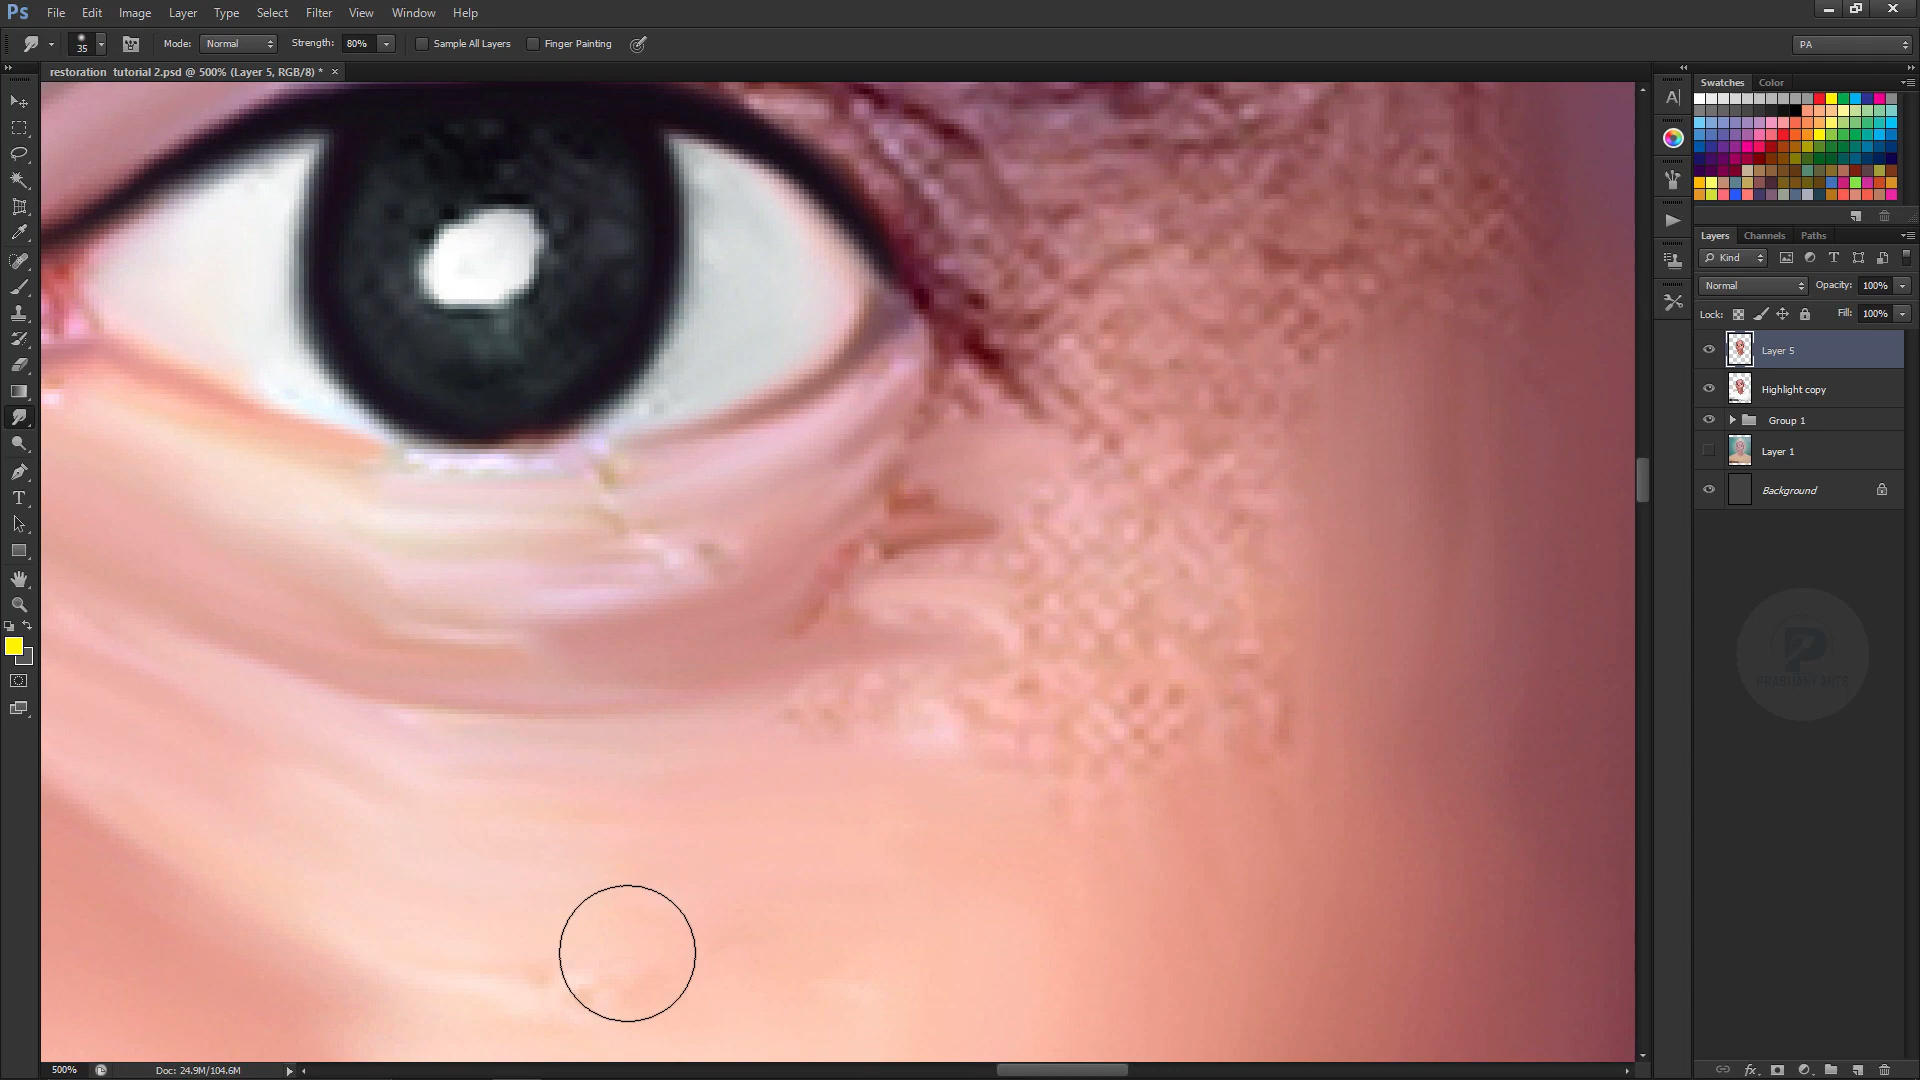 Ps File Edit Image Layer Type Select Filter View Window Help
35 Mode: Normal Strength: 80% Sample All Layers Finger Painting PA
restoration tutorial 2.psd @ 500% (Layer 5, RGB/8) * ×
Swatches Color
Layers Channels Paths
Kind
Normal Opacity: 100%
Lock: Fill: 100%
Layer 5
Highlight copy
Group 1
Layer 1
Background
PRASHANT ARTS
500% Doc: 24.9M/104.6M